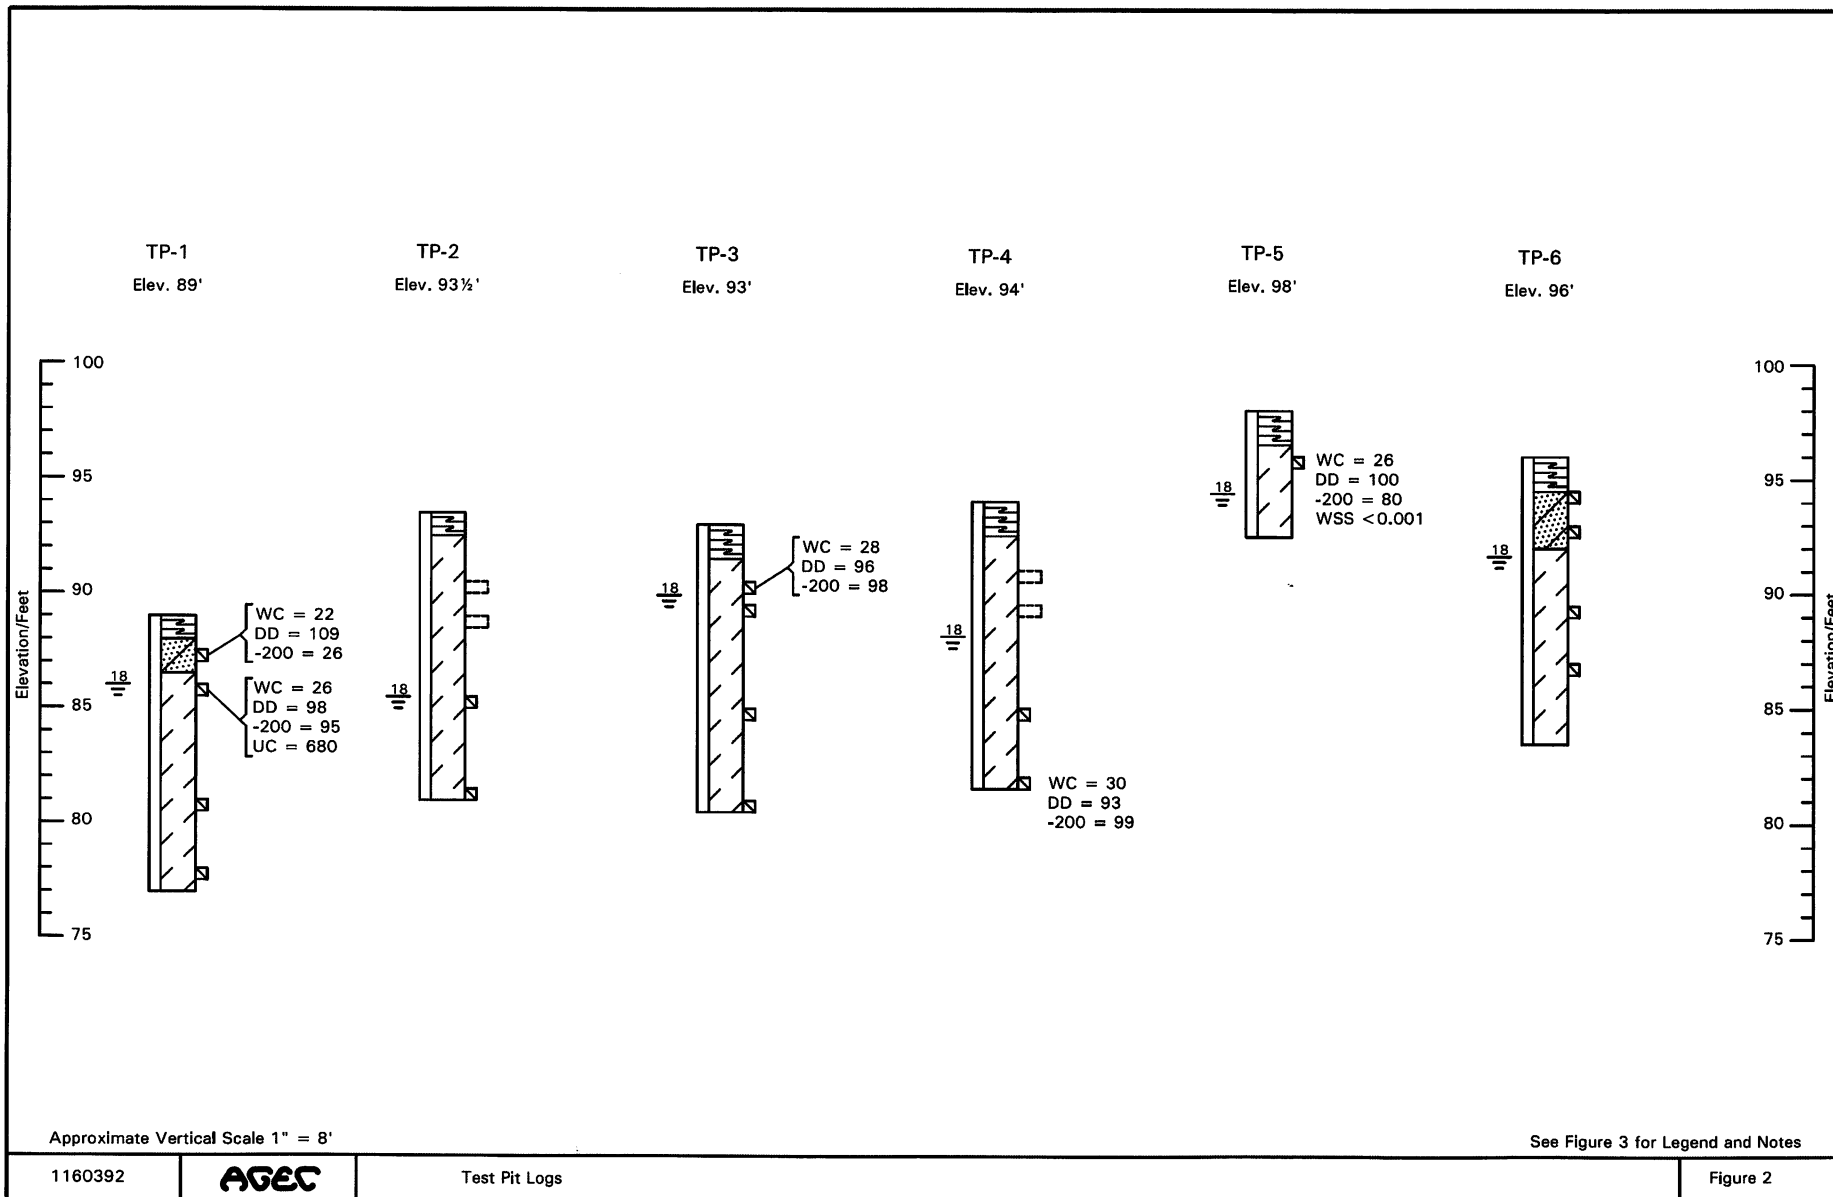 TP-1
Elev. 89'
TP-2
Elev. 93½'
TP-3
Elev. 93'
TP-4
Elev. 94'
TP-5
Elev. 98'
TP-6
Elev. 96'
Elevation/Feet
100
95
90
85
80
75
18
WC = 22
DD = 109
-200 = 26
WC = 26
DD = 98
-200 = 95
UC = 680
18
18
WC = 28
DD = 96
-200 = 98
18
WC = 30
DD = 93
-200 = 99
18
WC = 26
DD = 100
-200 = 80
WSS <0.001
18
100
95
90
85
80
75
Elevation/Feet
Approximate Vertical Scale 1" = 8'
See Figure 3 for Legend and Notes
1160392
AGEC
Test Pit Logs
Figure 2